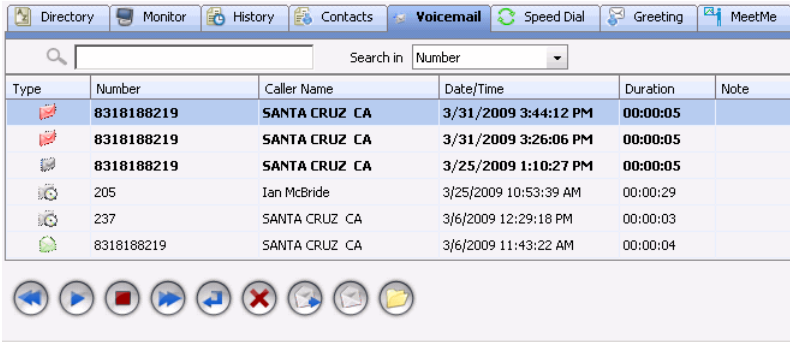 Directory Monitor History Contacts Voicemail Speed Dial Greeting MeetMe
Search in Number
Type Number Caller Name Date/Time Duration Note
8318188219 SANTA CRUZ CA 3/31/2009 3:44:12 PM 00:00:05
8318188219 SANTA CRUZ CA 3/31/2009 3:26:06 PM 00:00:05
8318188219 SANTA CRUZ CA 3/25/2009 1:10:27 PM 00:00:05
205 Ian McBride 3/25/2009 10:53:39 AM 00:00:29
237 SANTA CRUZ CA 3/6/2009 12:29:18 PM 00:00:03
8318188219 SANTA CRUZ CA 3/6/2009 11:43:22 AM 00:00:04